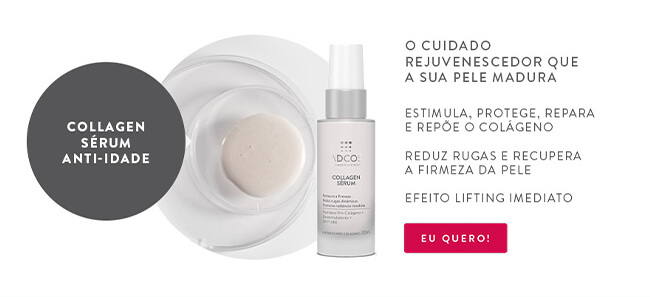 COLLAGEN
SÉRUM
ANTI-IDADE
ADCOS
COLLAGEN
SÉRUM
O CUIDADO
REJUVENESCEDOR QUE
A SUA PELE MADURA
ESTIMULA, PROTEGE, REPARA
E REPÕE O COLÁGENO
REDUZ RUGAS E RECUPERA
A FIRMEZA DA PELE
EFEITO LIFTING IMEDIATO
EU QUERO!